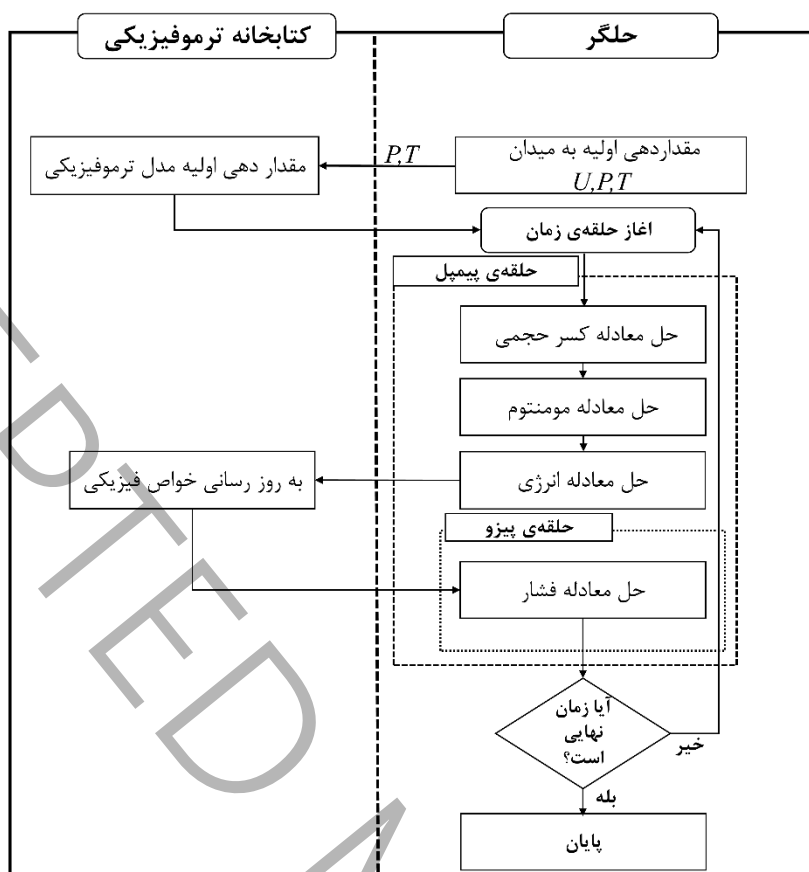 حلگر
کتابخانه ترموفیزیکی
مقداردهی اولیه به میدان
U,P,T
P,T
مقدار دهی اولیه مدل ترموفیزیکی
اغاز حلقه‌ی زمان
حلقه‌ی پیمپل
حل معادله کسر حجمی
حل معادله مومنتوم
حل معادله انرژی
به روز رسانی خواص فیزیکی
حلقه‌ی پیزو
حل معادله فشار
آیا زمان
نهایی
است؟
خیر
بله
پایان
DTED M